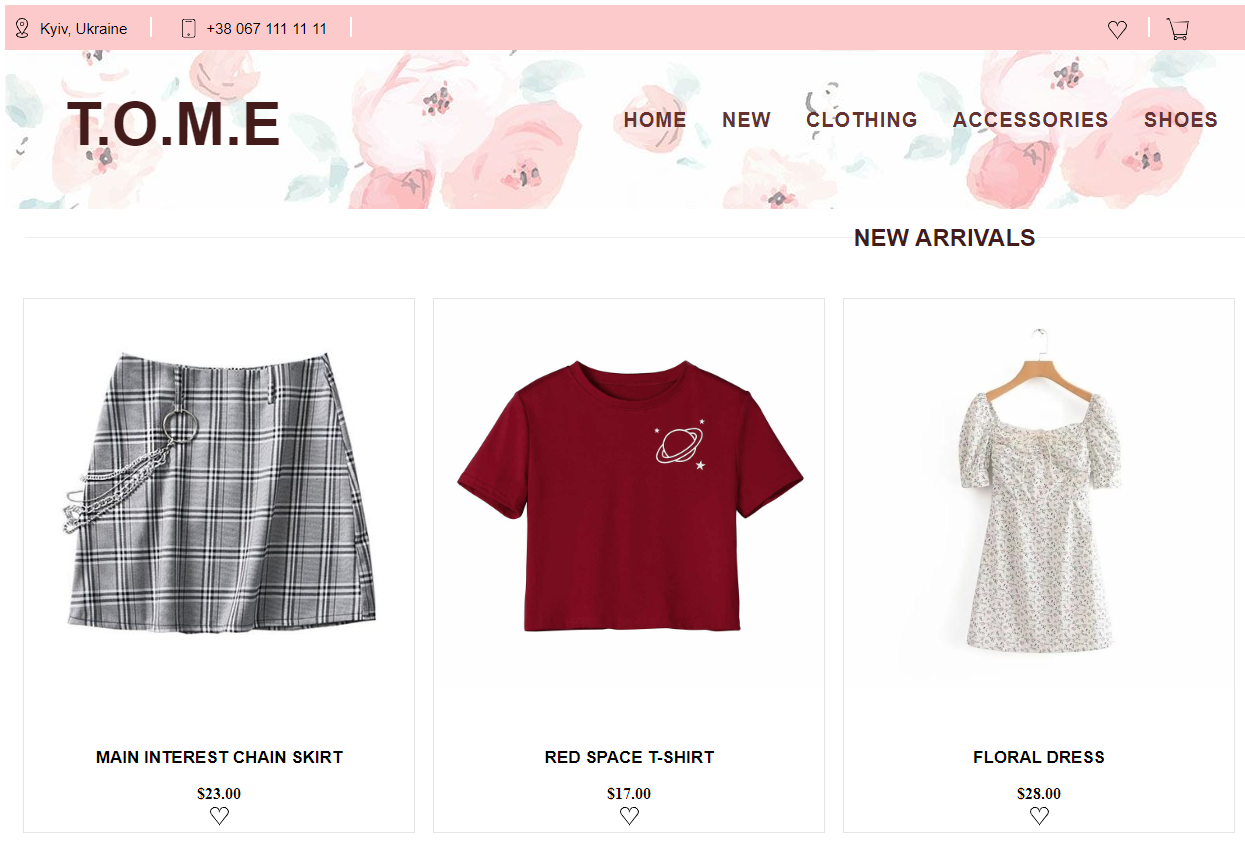 Kyiv, Ukraine
+38 067 111 11 11
T.O.M.E
HOME NEW CLOTHING ACCESSORIES SHOES
NEW ARRIVALS
MAIN INTEREST CHAIN SKIRT
$23.00
RED SPACE T-SHIRT
$17.00
FLORAL DRESS
$28.00